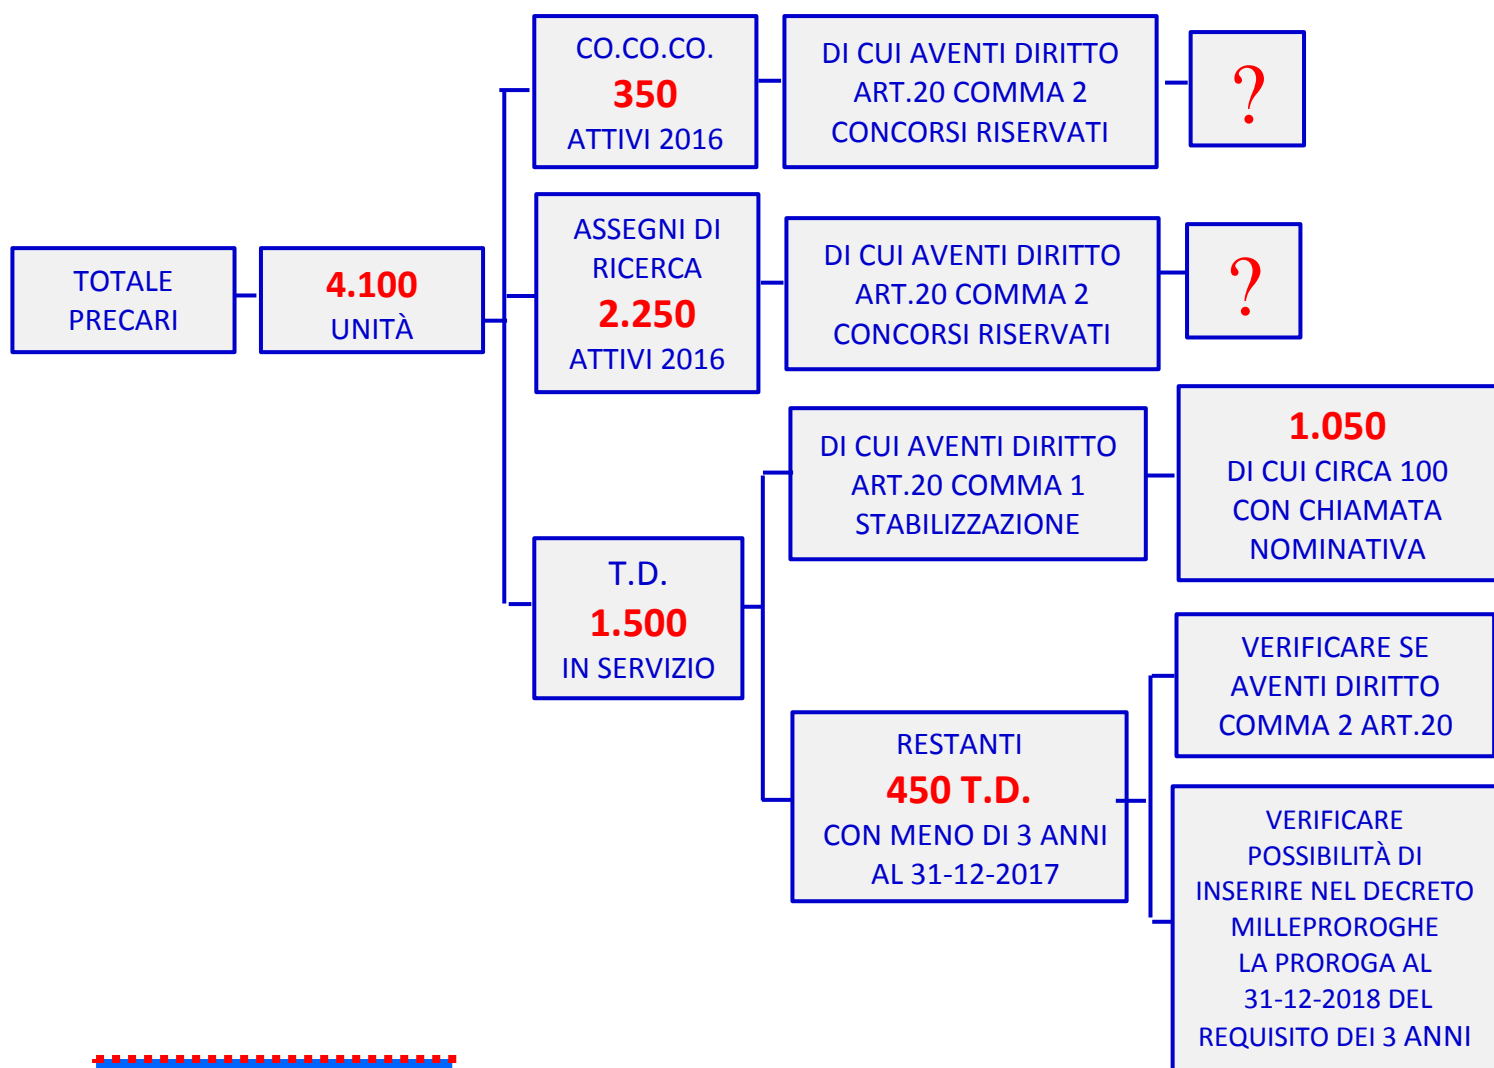 TOTALE
PRECARI
4.100
UNITÀ
CO.CO.CO.
350
ATTIVI 2016
DI CUI AVENTI DIRITTO
ART.20 COMMA 2
CONCORSI RISERVATI
?
ASSEGNI DI
RICERCA
2.250
ATTIVI 2016
DI CUI AVENTI DIRITTO
ART.20 COMMA 2
CONCORSI RISERVATI
?
T.D.
1.500
IN SERVIZIO
DI CUI AVENTI DIRITTO
ART.20 COMMA 1
STABILIZZAZIONE
1.050
DI CUI CIRCA 100
CON CHIAMATA
NOMINATIVA
RESTANTI
450 T.D.
CON MENO DI 3 ANNI
AL 31-12-2017
VERIFICARE SE
AVENTI DIRITTO
COMMA 2 ART.20
VERIFICARE
POSSIBILITÀ DI
INSERIRE NEL DECRETO
MILLEPROROGHE
LA PROROGA AL
31-12-2018 DEL
REQUISITO DEI 3 ANNI